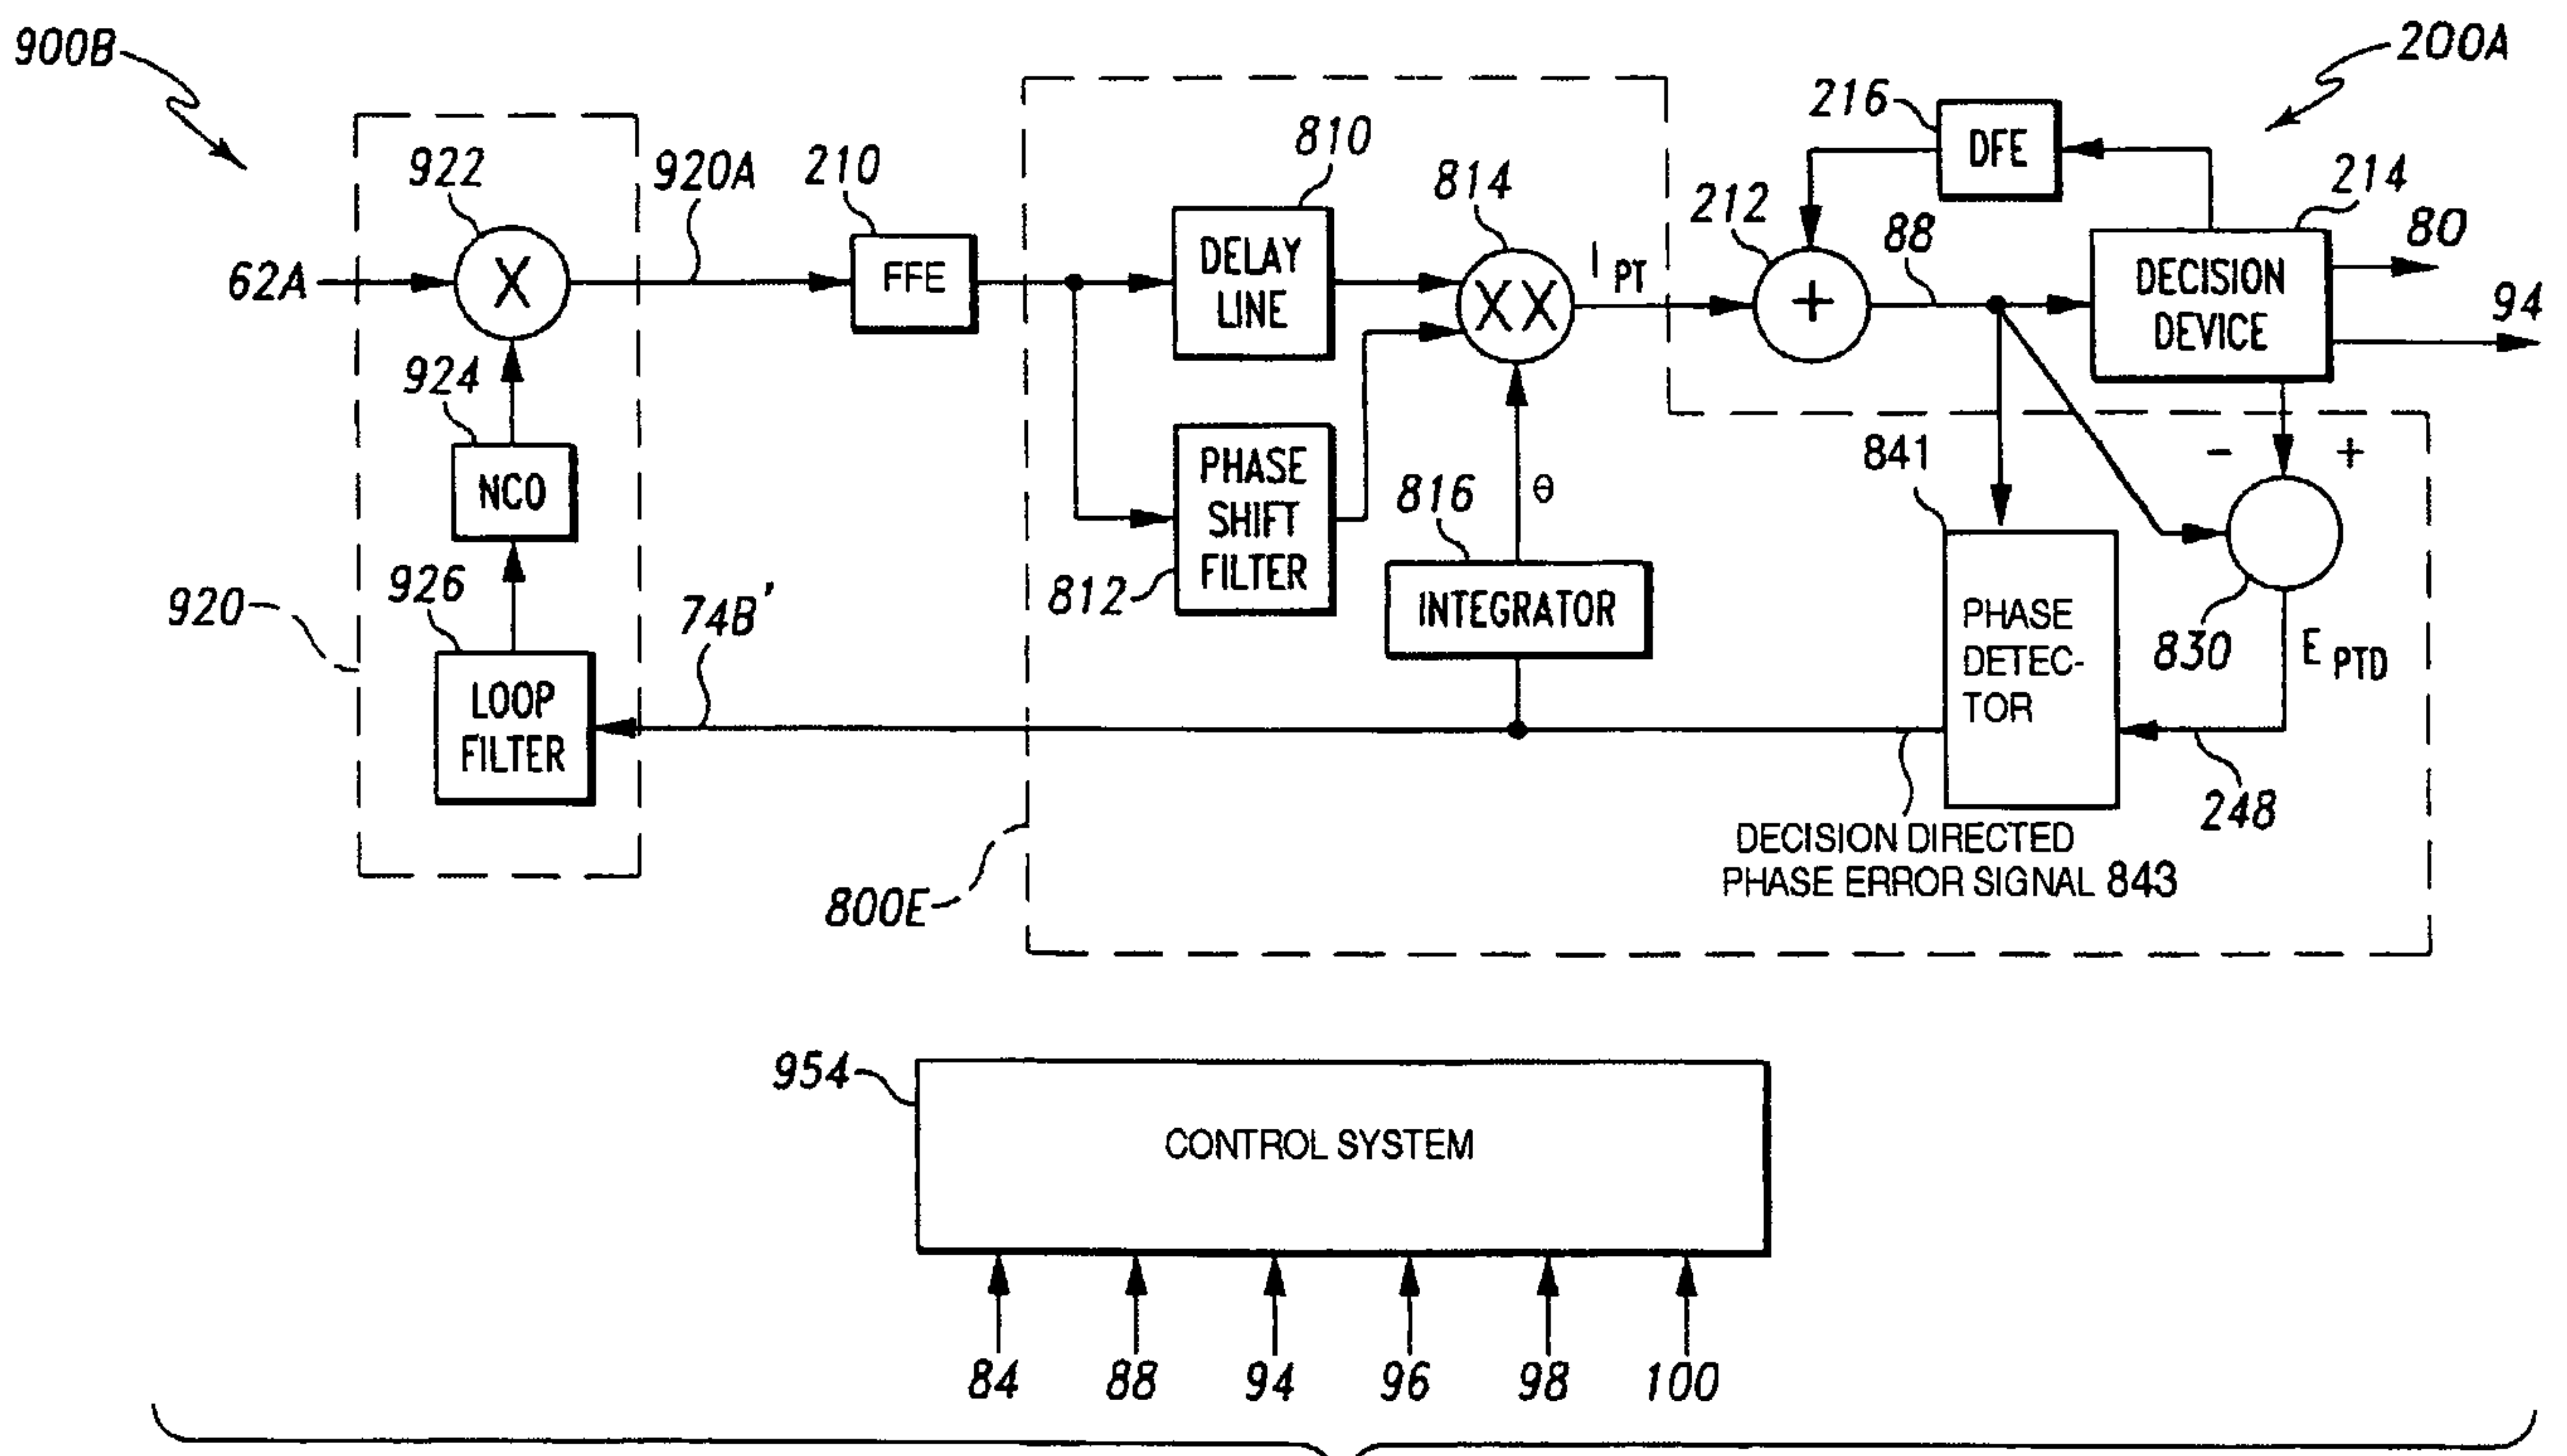 900B
200A
922
920A
210
810
814
216
DFE
212
88
214
80
94
62A
X
FFE
DELAY
LINE
XX
I PT
+
DECISION
DEVICE
924
NCO
926
920
LOOP
FILTER
74B'
PHASE
SHIFT
FILTER
812
816
θ
INTEGRATOR
841
- +
PHASE
DETEC-
TOR
830
E PTD
248
DECISION DIRECTED
PHASE ERROR SIGNAL 843
800E
954
CONTROL SYSTEM
84 88 94 96 98 100